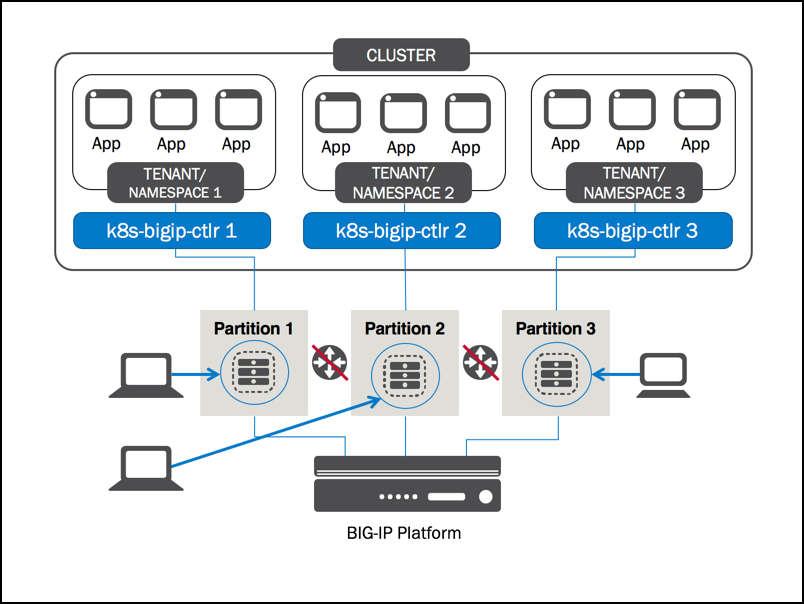 CLUSTER
App App App
App App App
App App App
TENANT/
NAMESPACE 1
TENANT/
NAMESPACE 2
TENANT/
NAMESPACE 3
k8s-bigip-ctlr 1
k8s-bigip-ctlr 2
k8s-bigip-ctlr 3
Partition 1
Partition 2
Partition 3
BIG-IP Platform